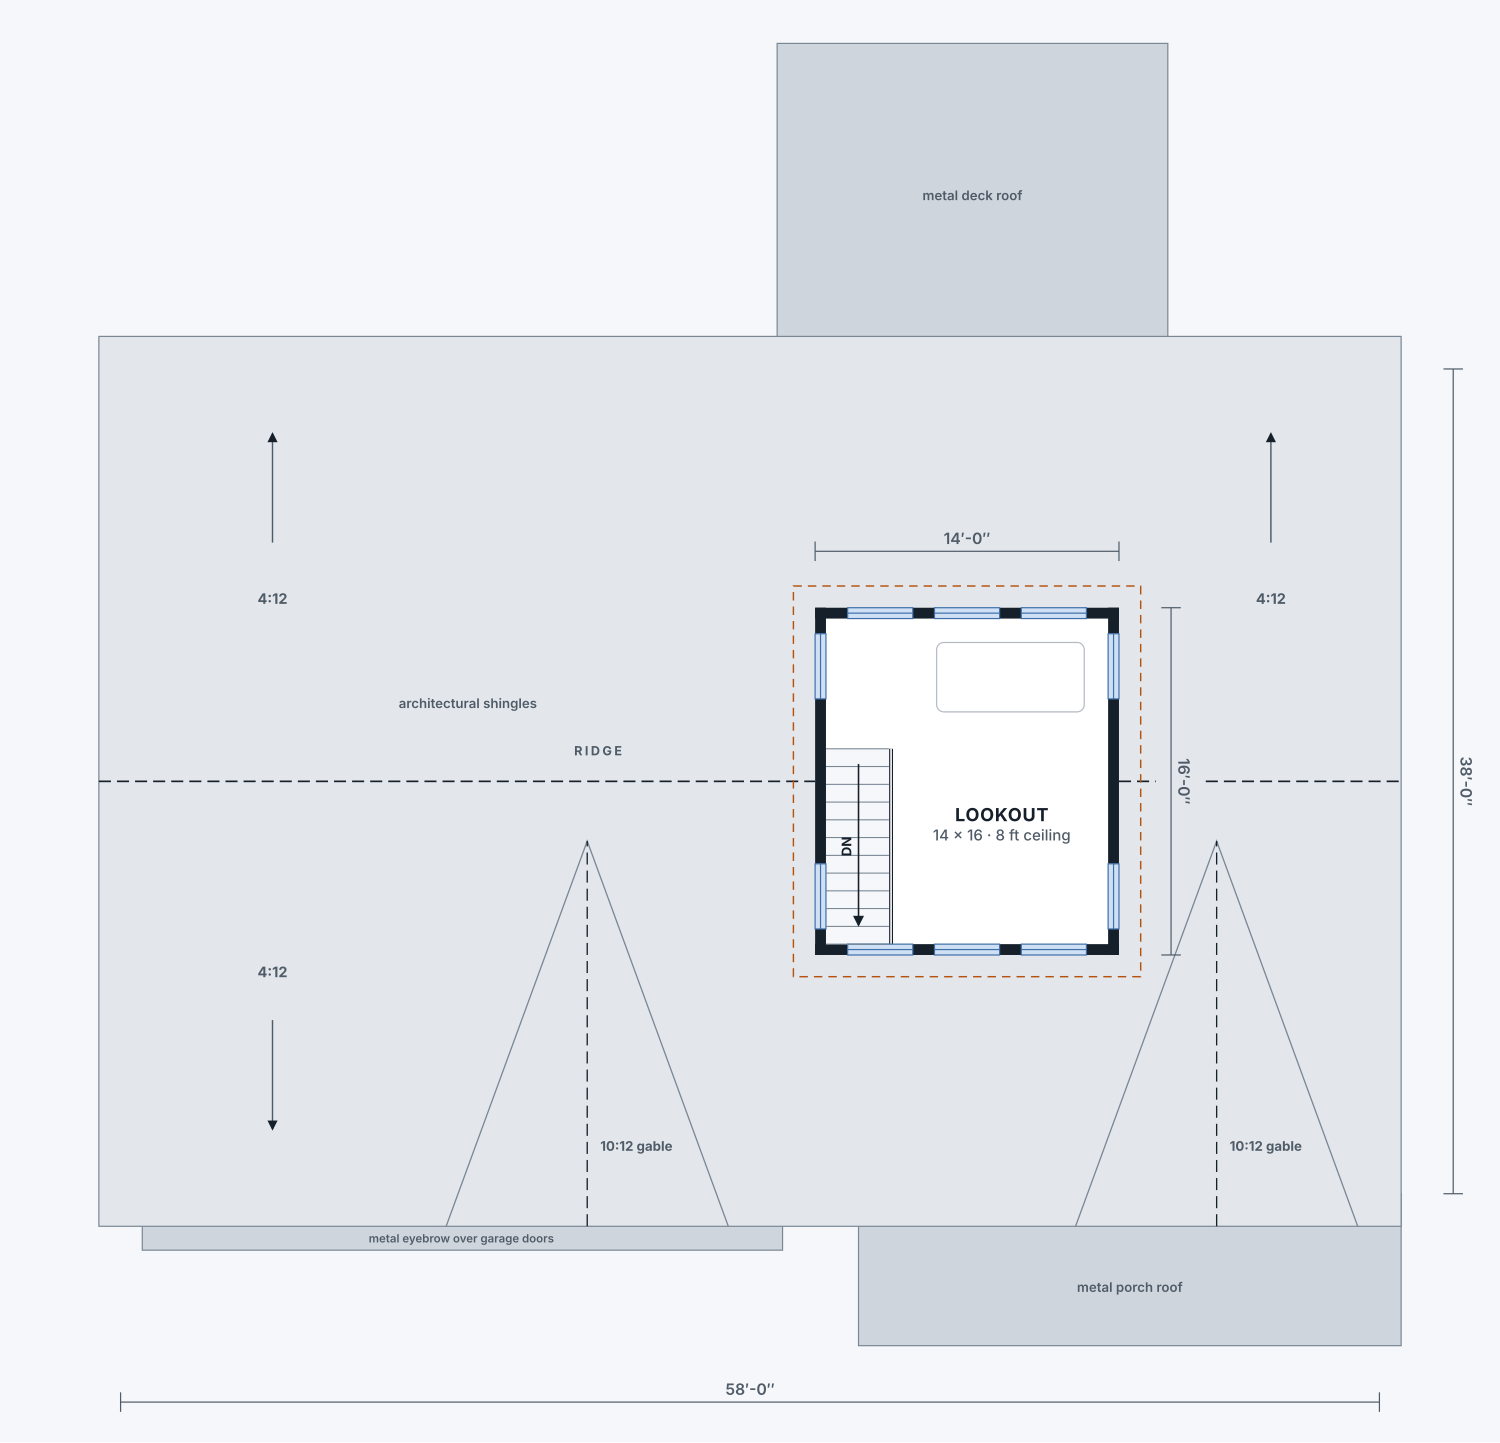 metal deck roof
14′-0″
4:12
4:12
architectural shingles
RIDGE
16′-0″
38′-0″
LOOKOUT
14 × 16 · 8 ft ceiling
DN
4:12
10:12 gable
10:12 gable
metal eyebrow over garage doors
metal porch roof
58′-0″